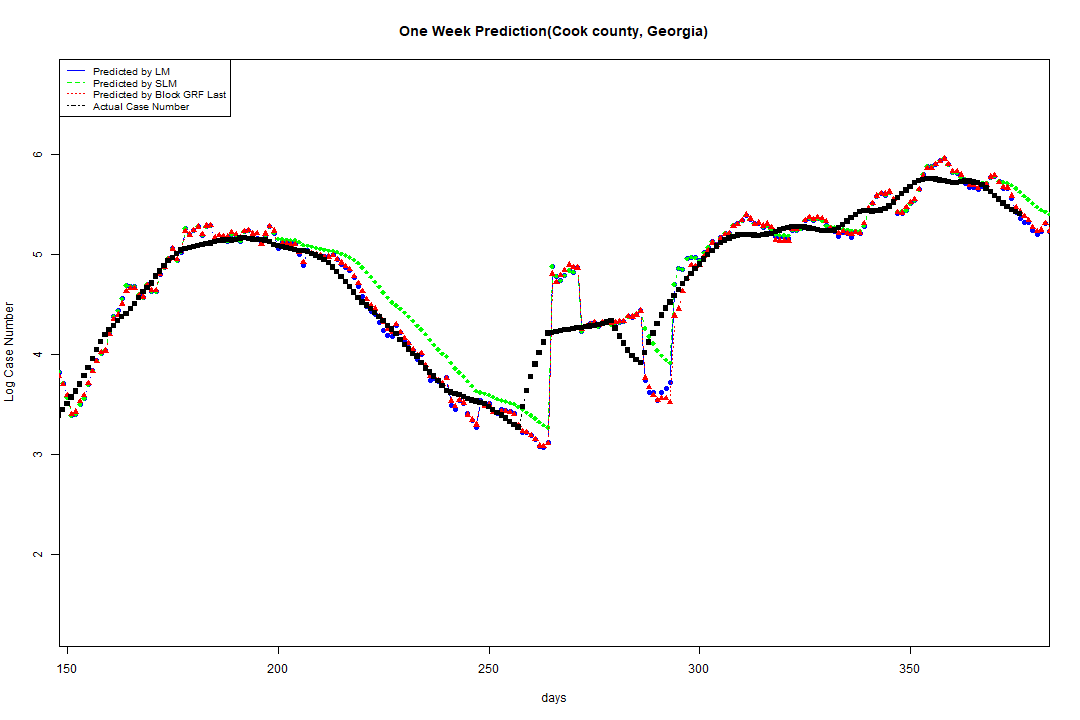 One Week Prediction(Cook county, Georgia)
Predicted by LM
Predicted by SLM
Predicted by Block GRF Last
Actual Case Number
6
5
4
3
2
Log Case Number
150 200 250 300 350
days